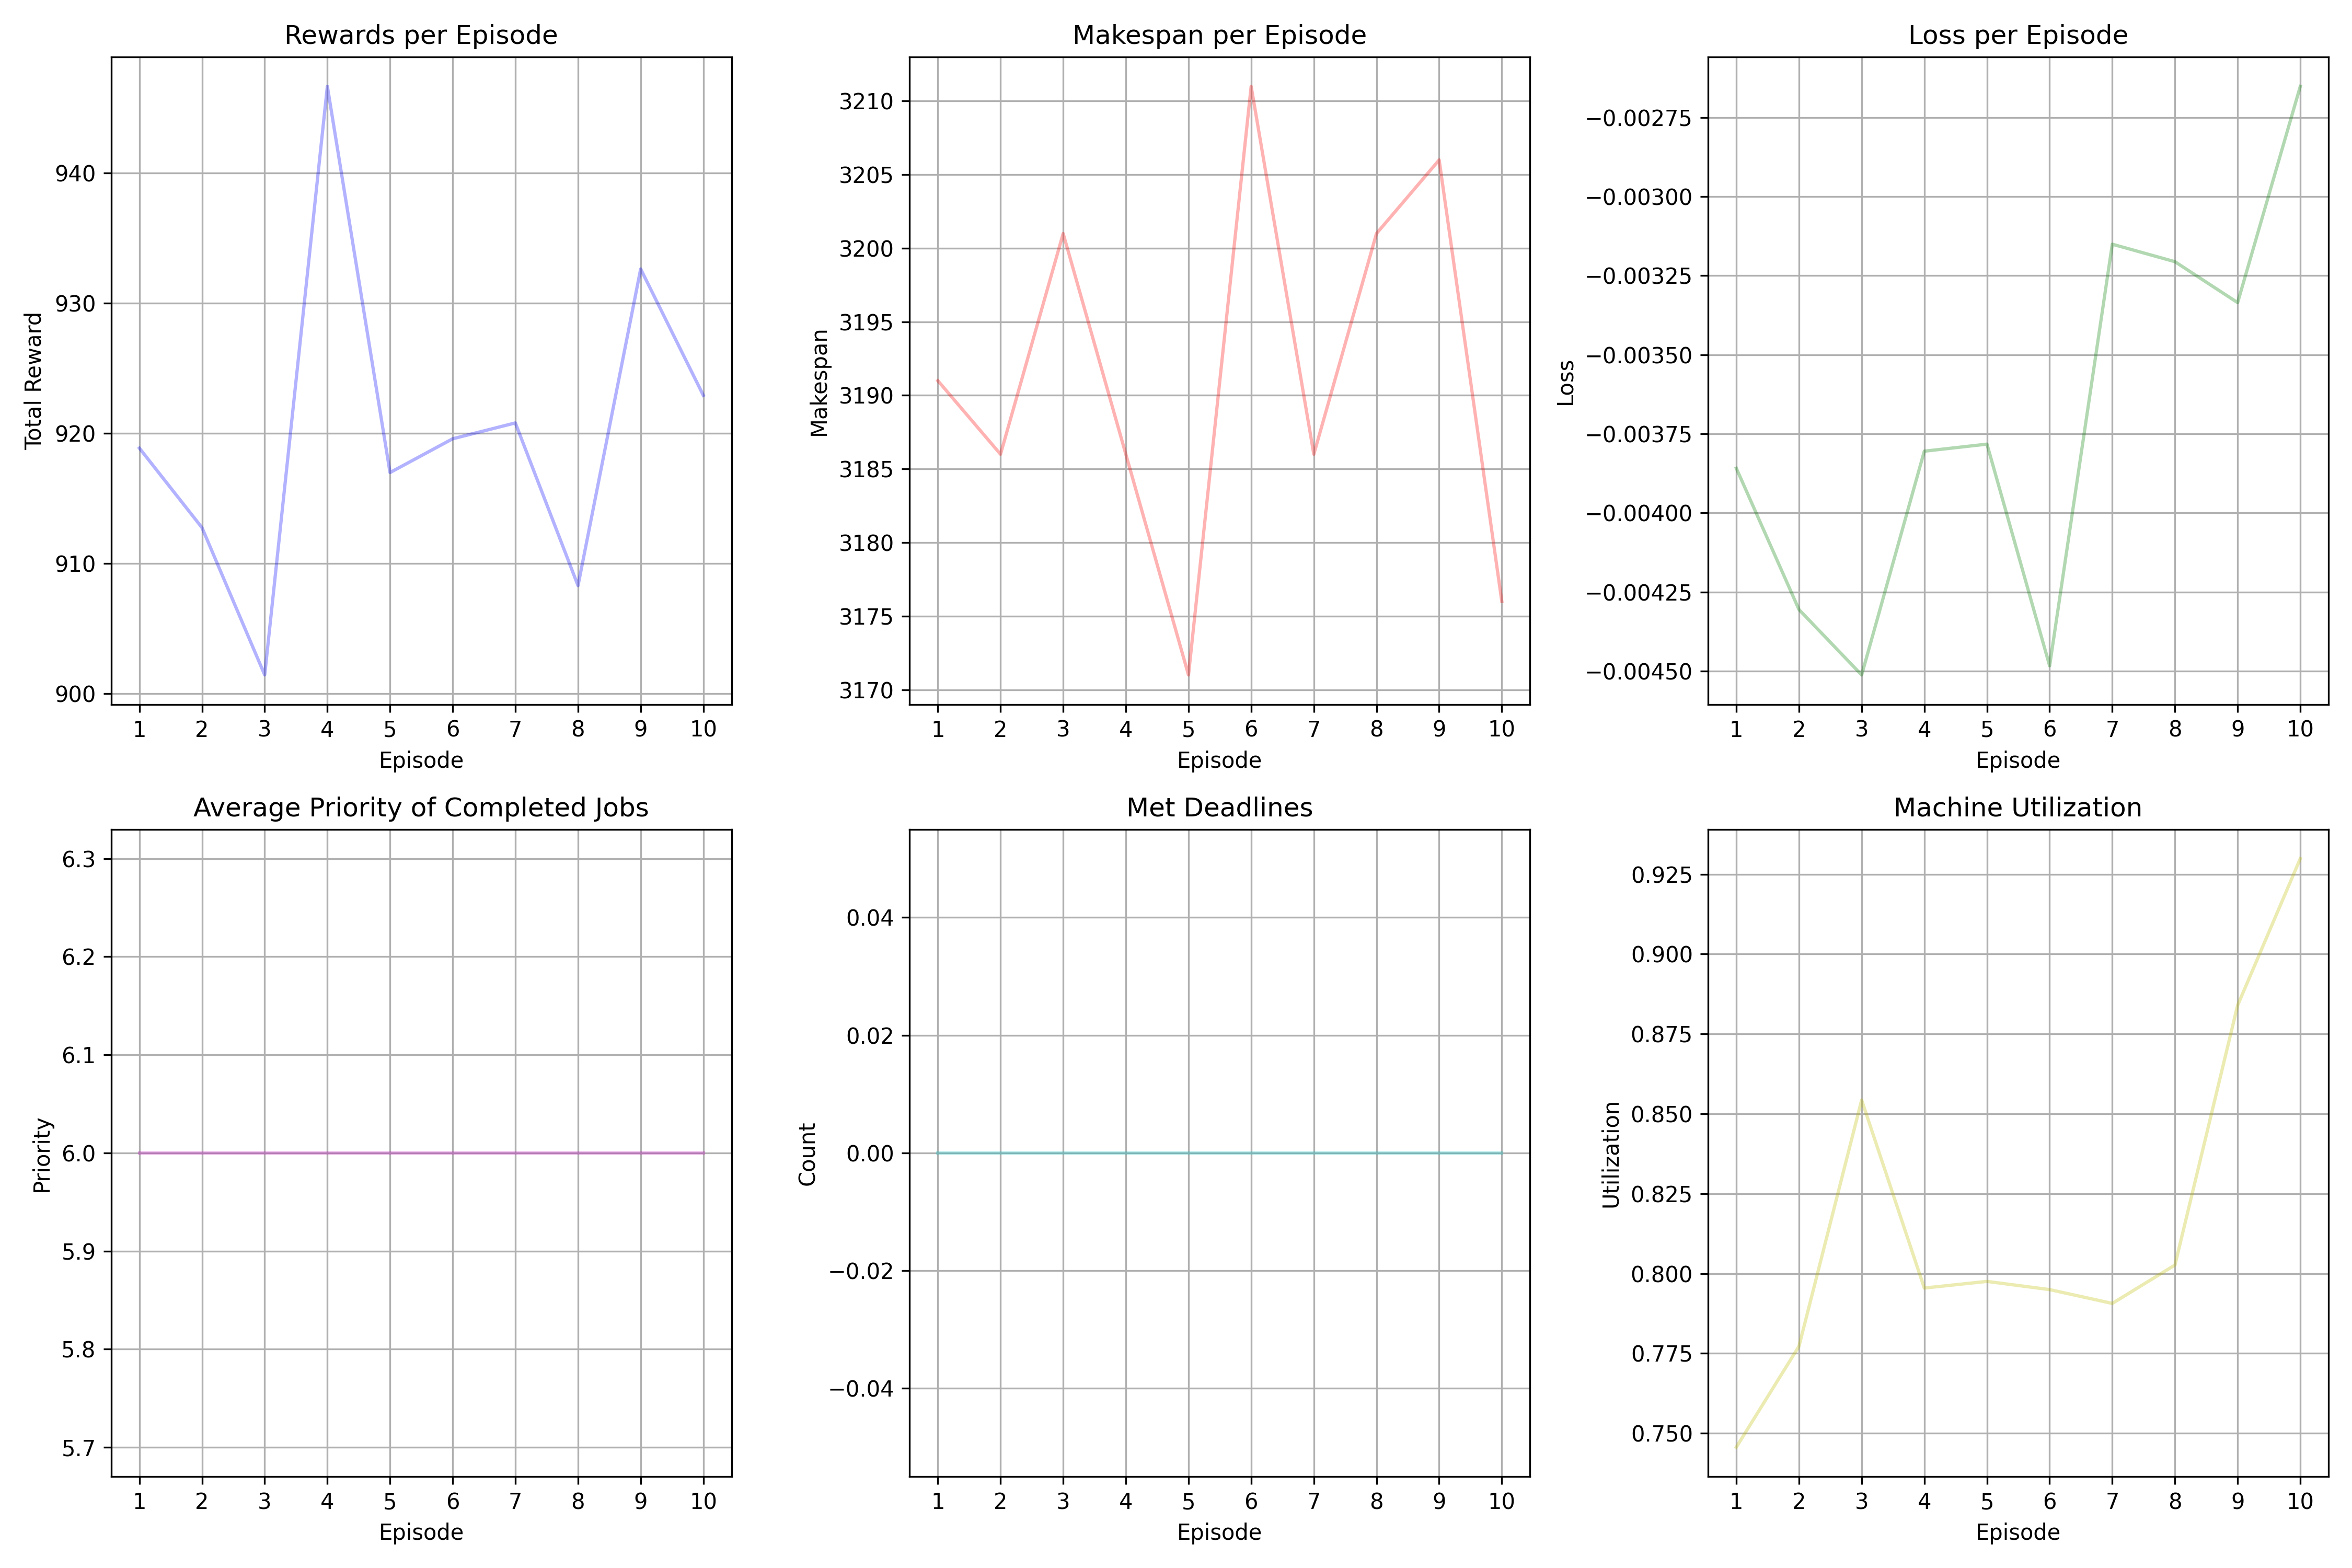 Rewards per Episode
940
930
920
910
900
Total Reward
1 2 3 4 5 6 7 8 9 10
Episode
Makespan per Episode
3210
3205
3200
3195
3190
3185
3180
3175
3170
Makespan
1 2 3 4 5 6 7 8 9 10
Episode
Loss per Episode
−0.00275
−0.00300
−0.00325
−0.00350
−0.00375
−0.00400
−0.00425
−0.00450
Loss
1 2 3 4 5 6 7 8 9 10
Episode
Average Priority of Completed Jobs
6.3
6.2
6.1
6.0
5.9
5.8
5.7
Priority
1 2 3 4 5 6 7 8 9 10
Episode
Met Deadlines
0.04
0.02
0.00
−0.02
−0.04
Count
1 2 3 4 5 6 7 8 9 10
Episode
Machine Utilization
0.925
0.900
0.875
0.850
0.825
0.800
0.775
0.750
Utilization
1 2 3 4 5 6 7 8 9 10
Episode